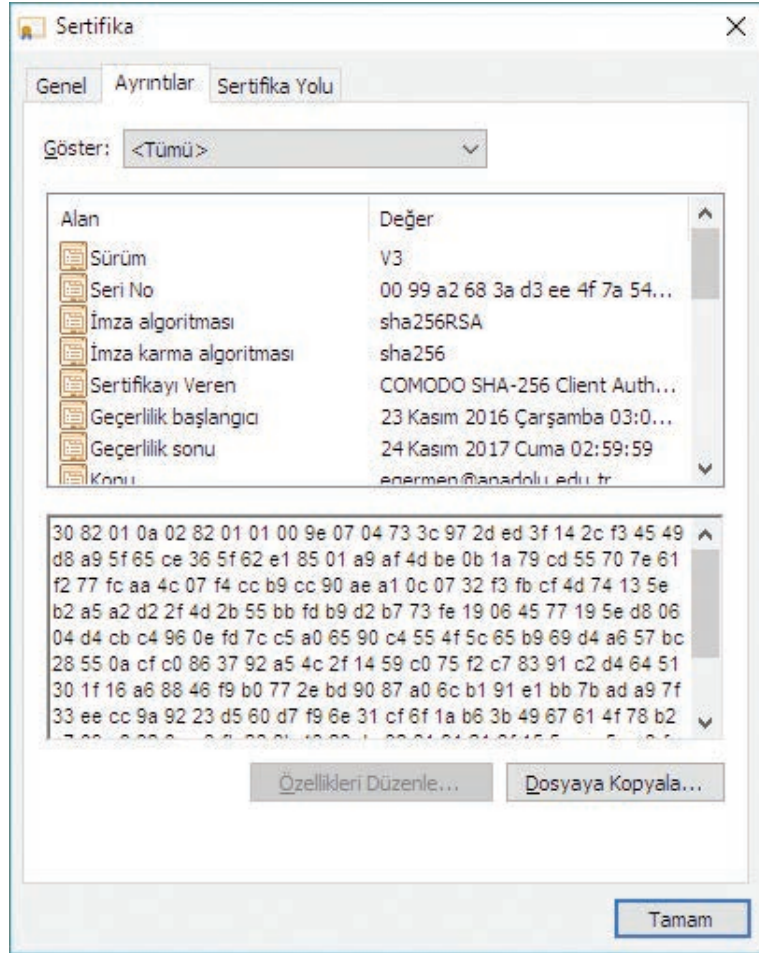 Sertifika
Genel Ayrıntılar Sertifika Yolu
Göster: <Tümü>
Alan Değer
Sürüm V3
Seri No 00 99 a2 68 3a d3 ee 4f 7a 54...
İmza algoritması sha256RSA
İmza karma algoritması sha256
Sertifikayı Veren COMODO SHA-256 Client Auth...
Geçerlilik başlangıcı 23 Kasım 2016 Çarşamba 03:0...
Geçerlilik sonu 24 Kasım 2017 Cuma 02:59:59
Konu egermen@anadolu.edu.tr
30 82 01 0a 02 82 01 01 00 9e 07 04 73 3c 97 2d ed 3f 14 2c f3 45 49
d8 a9 5f 65 ce 36 5f 62 e1 85 01 a9 af 4d be 0b 1a 79 cd 55 70 7e 61
f2 77 fc aa 4c 07 f4 cc b9 cc 90 ae a1 0c 07 32 f3 fb cf 4d 74 13 5e
b2 a5 a2 d2 2f 4d 2b 55 bb fd b9 d2 b7 73 fe 19 06 45 77 19 5e d8 06
04 d4 cb c4 96 0e fd 7c c5 a0 65 90 c4 55 4f 5c 65 b9 69 d4 a6 57 bc
28 55 0a cf c0 86 37 92 a5 4c 2f 14 59 c0 75 f2 c7 83 91 c2 d4 64 51
30 1f 16 a6 88 46 f9 b0 77 2e bd 90 87 a0 6c b1 91 e1 bb 7b ad a9 7f
33 ee cc 9a 92 23 d5 60 d7 f9 6e 31 cf 6f 1a b6 3b 49 67 61 4f 78 b2
Özellikleri Düzenle... Dosyaya Kopyala...
Tamam